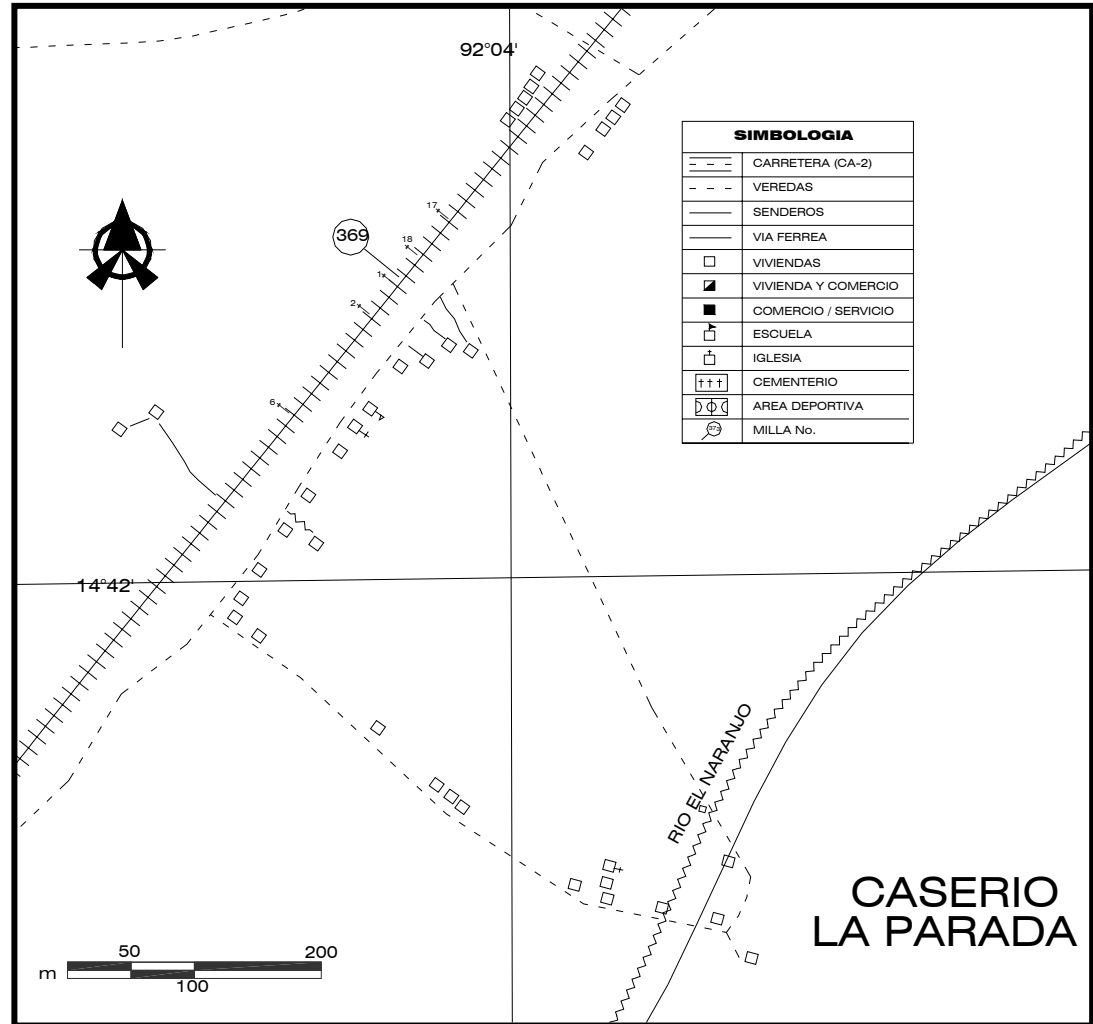 92°04'
SIMBOLOGIA
CARRETERA (CA-2)
VEREDAS
SENDEROS
VIA FERREA
VIVIENDAS
VIVIENDA Y COMERCIO
COMERCIO / SERVICIO
ESCUELA
IGLESIA
CEMENTERIO
AREA DEPORTIVA
MILLA No.
17
18
369
1
2
6
14°42'
RIO EL NARANJO
CASERIO
LA PARADA
50
200
m
100